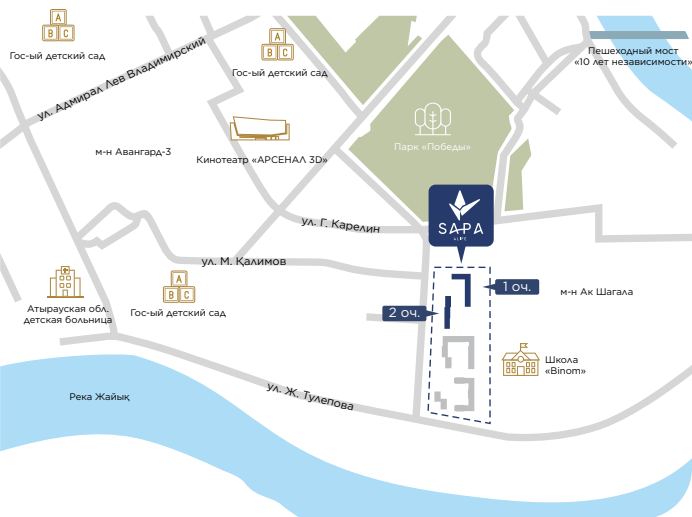 A
B C
Гос-ый детский сад
ул. Адмирал Лев Владимирский
A
B C
Гос-ый детский сад
Пешеходный мост
«10 лет независимости»
м-н Авангард-3
Кинотеатр «АРСЕНАЛ 3D»
Парк «Победы»
SAPA
ул. Г. Карелин
ул. М. Қалимов
1 оч.
м-н Ак Шагала
2 оч.
Атырауская обл.
детская больница
A
B C
Гос-ый детский сад
Школа
«Binom»
Река Жайық
ул. Ж. Тулепова